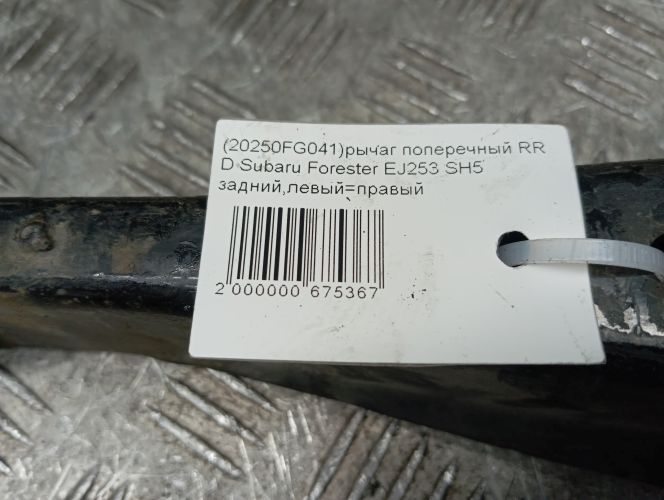 (20250FG041)рычаг поперечный RR
D Subaru Forester EJ253 SH5
задний,левый=правый
2 000000 675367